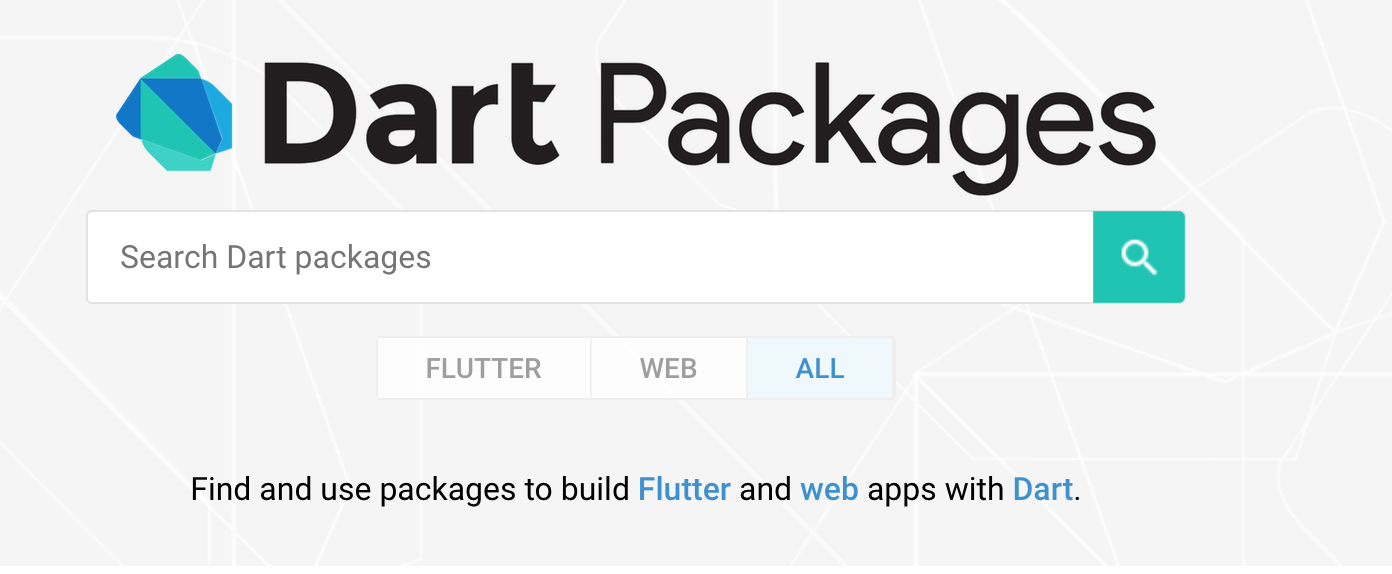 Dart Packages
Search Dart packages
FLUTTER WEB ALL
Find and use packages to build Flutter and web apps with Dart.